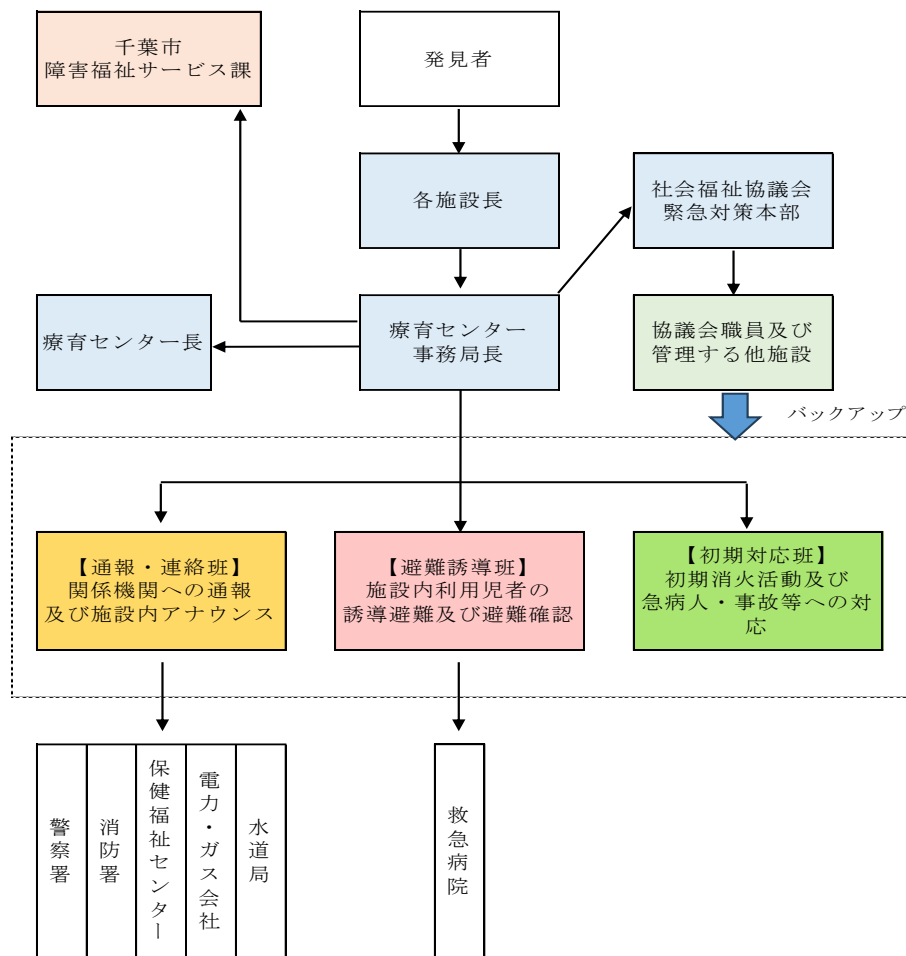 千葉市
障害福祉サービス課
発見者
各施設長
社会福祉協議会
緊急対策本部
療育センター長
療育センター
事務局長
協議会職員及び
管理する他施設
バックアップ
【通報・連絡班】
関係機関への通報
及び施設内アナウンス
【避難誘導班】
施設内利用児者の
誘導避難及び避難確認
【初期対応班】
初期消火活動及び
急病人・事故等への対
応
警察署
消防署
保健福祉センター
電力・ガス会社
水道局
救急病院